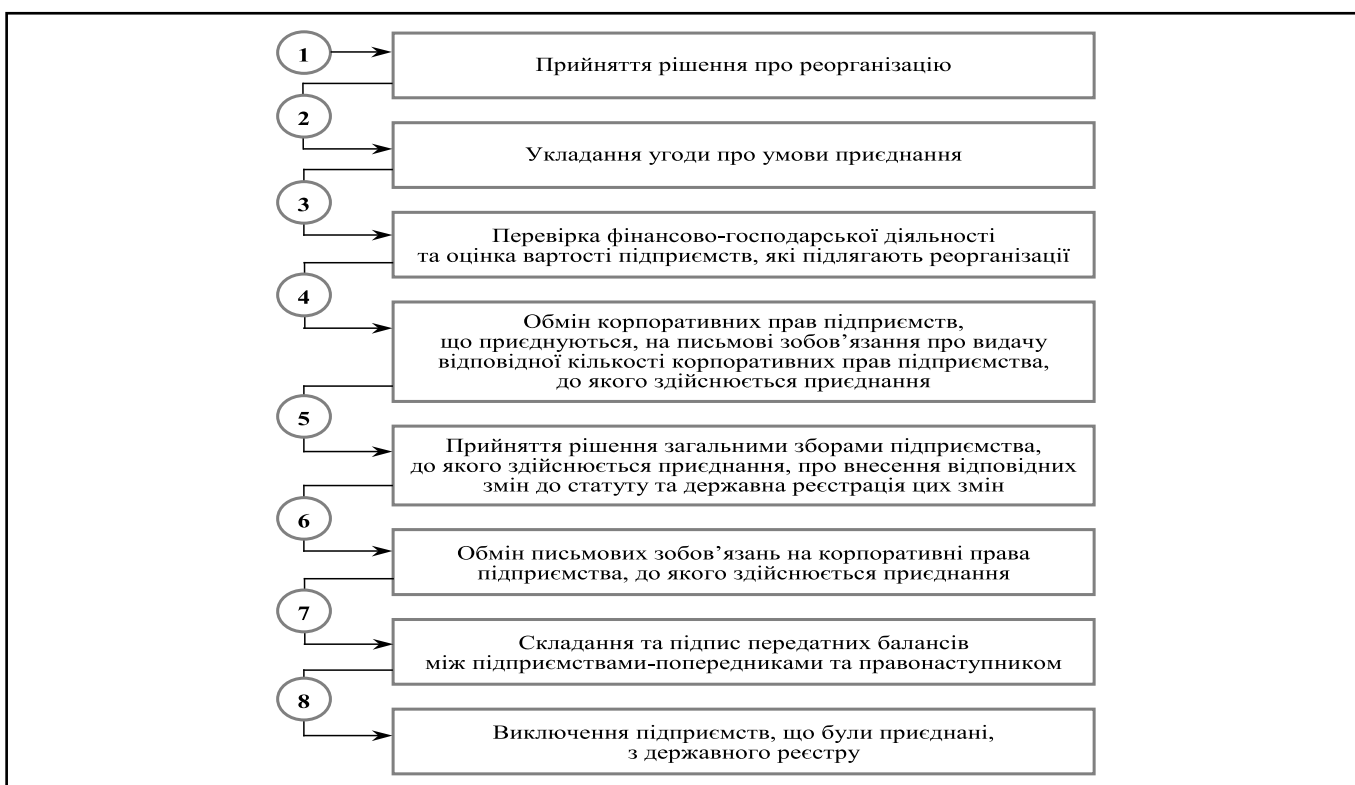 1
Прийняття рішення про реорганізацію
2
Укладання угоди про умови приєднання
3
Перевірка фінансово-господарської діяльності
та оцінка вартості підприємств, які підлягають реорганізації
4
Обмін корпоративних прав підприємств,
що приєднуються, на письмові зобов’язання про видачу
відповідної кількості корпоративних прав підприємства,
до якого здійснюється приєднання
5
Прийняття рішення загальними зборами підприємства,
до якого здійснюється приєднання, про внесення відповідних
змін до статуту та державна реєстрація цих змін
6
Обмін письмових зобов’язань на корпоративні права
підприємства, до якого здійснюється приєднання
7
Складання та підпис передатних балансів
між підприємствами-попередниками та правонаступником
8
Виключення підприємств, що були приєднані,
з державного реєстру